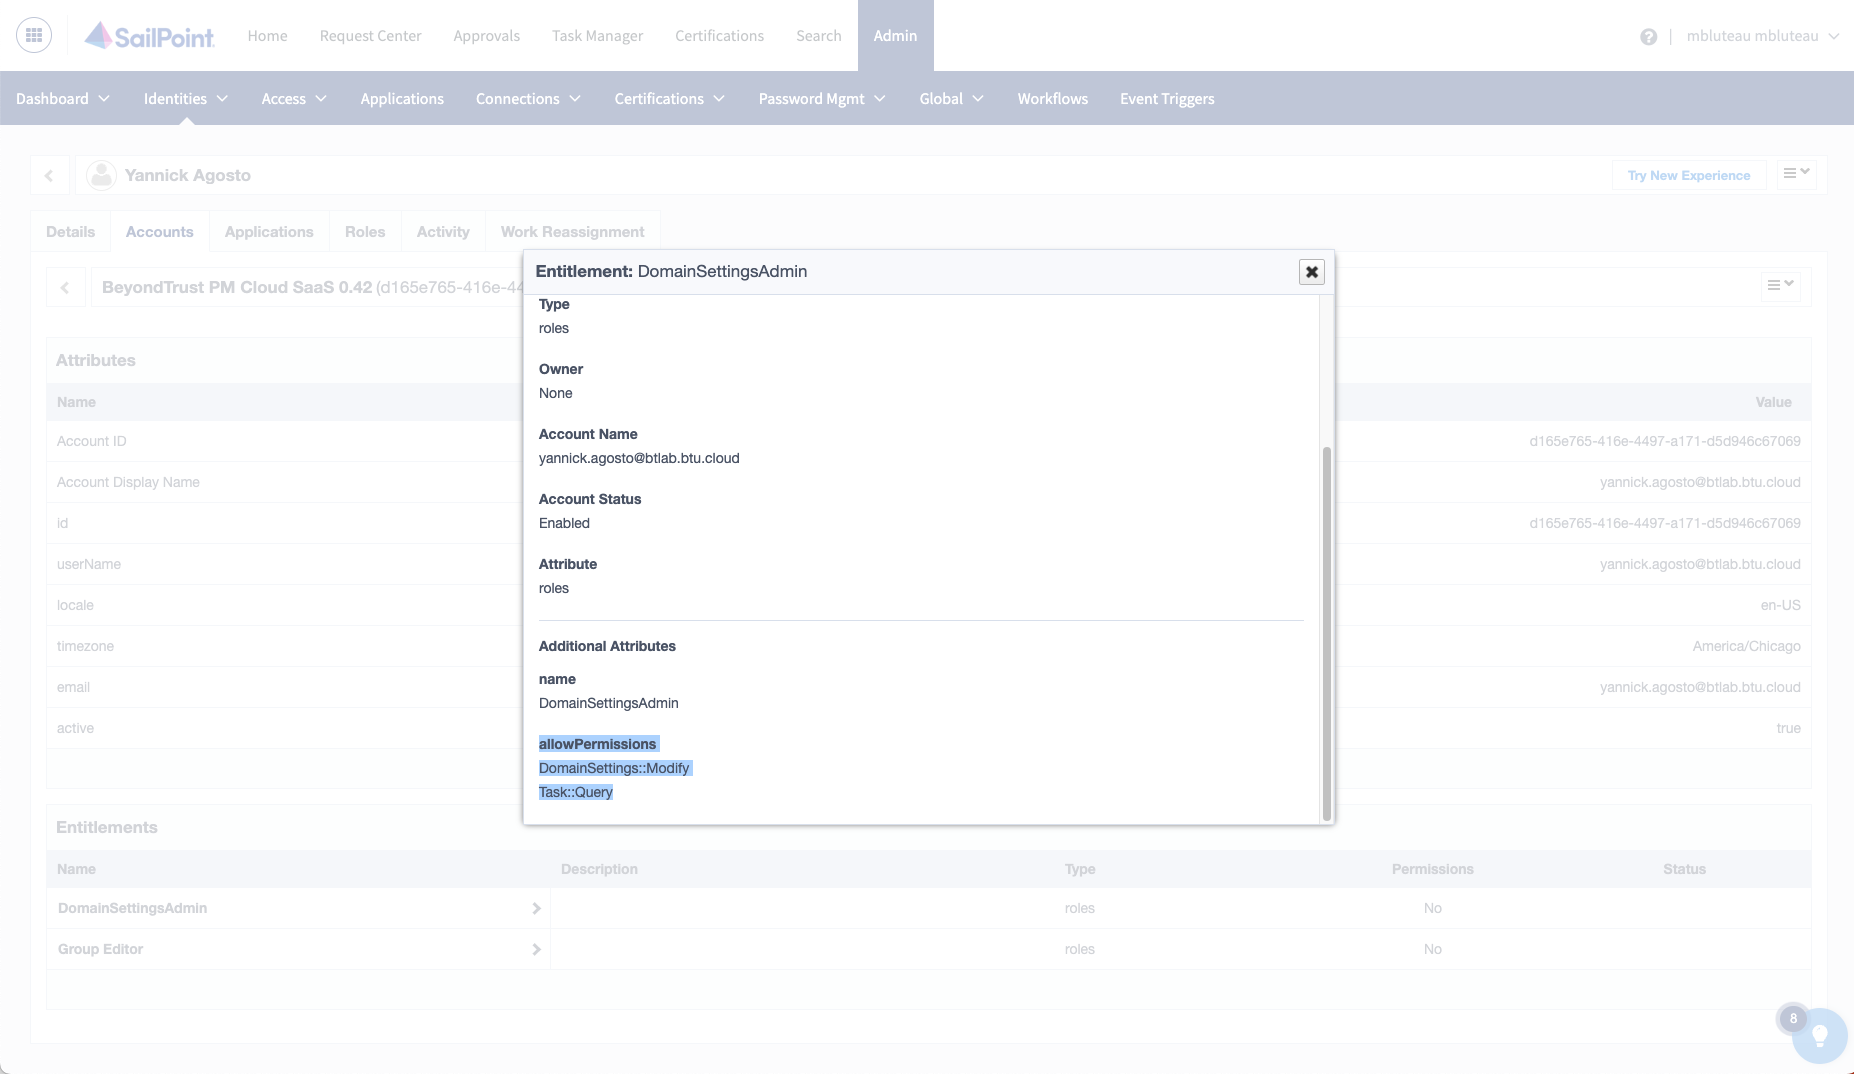 SailPoint
Home Request Center Approvals Task Manager Certifications Search Admin
mbluteau mbluteau
Dashboard Identities Access Applications Connections Certifications Password Mgmt Global Workflows Event Triggers
Yannick Agosto
Try New Experience
Details Accounts Applications Roles Activity Work Reassignment
BeyondTrust PM Cloud SaaS 0.42 (d165e765-416e-44
Entitlement: DomainSettingsAdmin
Type
roles
Owner
None
Account Name
yannick.agosto@btlab.btu.cloud
Account Status
Enabled
Attribute
roles
Additional Attributes
name
DomainSettingsAdmin
allowPermissions
DomainSettings::Modify
Task::Query
Attributes
Name Value
Account ID d165e765-416e-4497-a171-d5d946c67069
Account Display Name yannick.agosto@btlab.btu.cloud
id d165e765-416e-4497-a171-d5d946c67069
userName yannick.agosto@btlab.btu.cloud
locale en-US
timezone America/Chicago
email yannick.agosto@btlab.btu.cloud
active true
Entitlements
Name Description Type Permissions Status
DomainSettingsAdmin roles No
Group Editor roles No
8